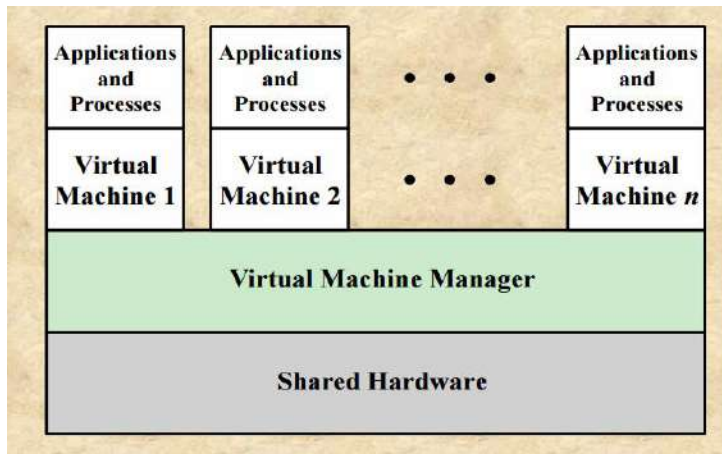 Applications
and
Processes
Applications
and
Processes
• • •
Applications
and
Processes
Virtual
Machine 1
Virtual
Machine 2
• • •
Virtual
Machine n
Virtual Machine Manager
Shared Hardware